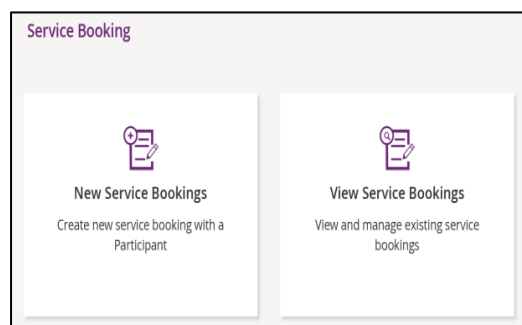 Service Booking
New Service Bookings
Create new service booking with a
Participant
View Service Bookings
View and manage existing service
bookings